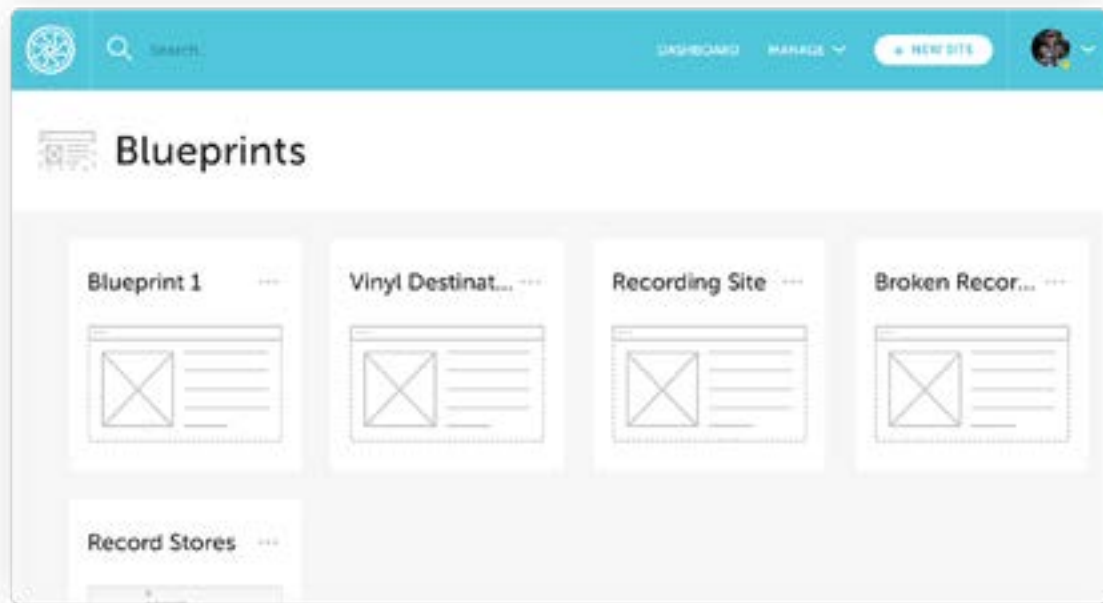 Search...
DASHBOARD MANAGE + NEW SITE
Blueprints
Blueprint 1 ...
Vinyl Destinat... ...
Recording Site ...
Broken Recor... ...
Record Stores ...